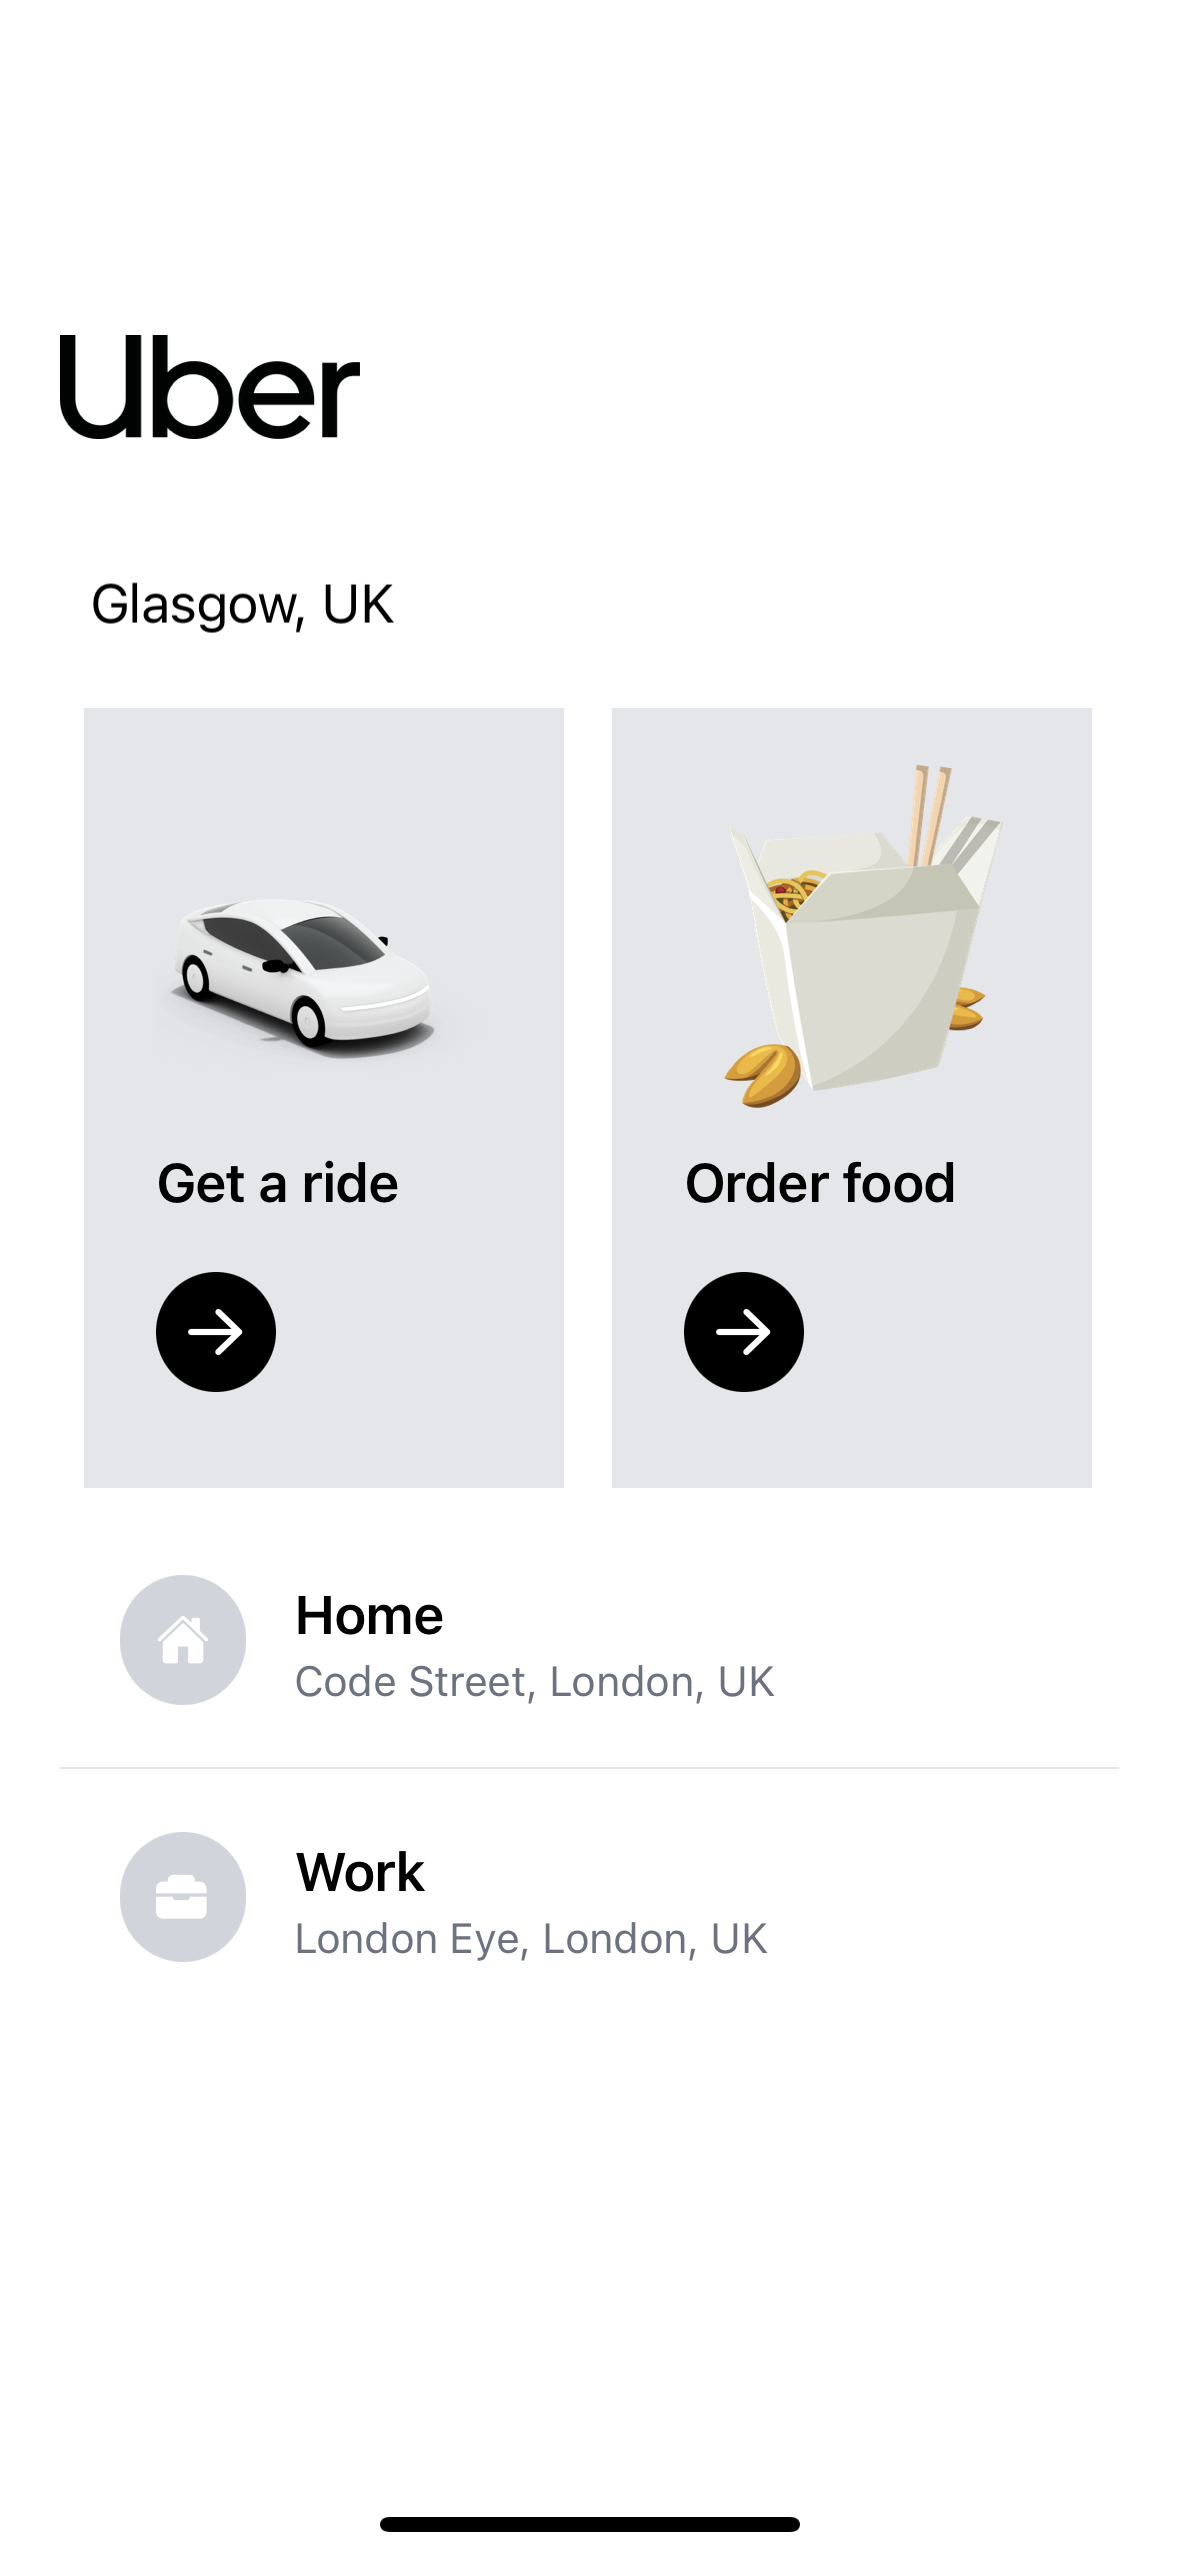 Uber
Glasgow, UK
Get a ride
Order food
Home
Code Street, London, UK
Work
London Eye, London, UK